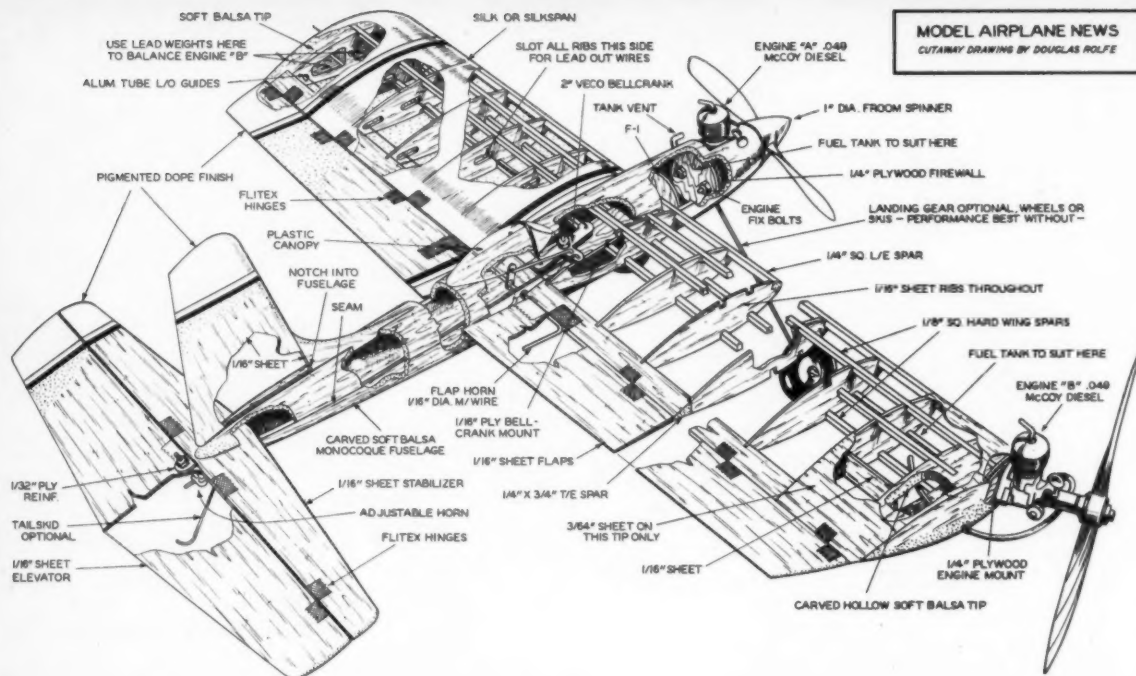 MODEL AIRPLANE NEWS
CUTAWAY DRAWING BY DOUGLAS ROLFE
SOFT BALSA TIP
USE LEAD WEIGHTS HERE
TO BALANCE ENGINE "B"
ALUM TUBE L/O GUIDES
SILK OR SILKSPAN
SLOT ALL RIBS THIS SIDE
FOR LEAD OUT WIRES
2" VECO BELLCRANK
TANK VENT
F-1
ENGINE "A" .049
McCOY DIESEL
1" DIA. FROOM SPINNER
FUEL TANK TO SUIT HERE
1/4" PLYWOOD FIREWALL
ENGINE
FIX BOLTS
LANDING GEAR OPTIONAL, WHEELS OR
SKIS - PERFORMANCE BEST WITHOUT -
1/4" SQ. L/E SPAR
1/16" SHEET RIBS THROUGHOUT
1/8" SQ. HARD WING SPARS
FUEL TANK TO SUIT HERE
ENGINE "B" .049
McCOY DIESEL
PIGMENTED DOPE FINISH
FLITEX
HINGES
PLASTIC
CANOPY
NOTCH INTO
FUSELAGE
SEAM
1/16" SHEET
FLAP HORN
1/16" DIA. M/WIRE
1/16" PLY BELL-
CRANK MOUNT
CARVED SOFT BALSA
MONOCOQUE FUSELAGE
1/16" SHEET FLAPS
1/4" X 3/4" T/E SPAR
3/64" SHEET ON
THIS TIP ONLY
1/16" SHEET
1/4" PLYWOOD
ENGINE MOUNT
CARVED HOLLOW SOFT BALSA TIP
1/32" PLY
REINF.
TAILSKID
OPTIONAL
1/16" SHEET
ELEVATOR
1/16" SHEET STABILIZER
ADJUSTABLE HORN
FLITEX HINGES